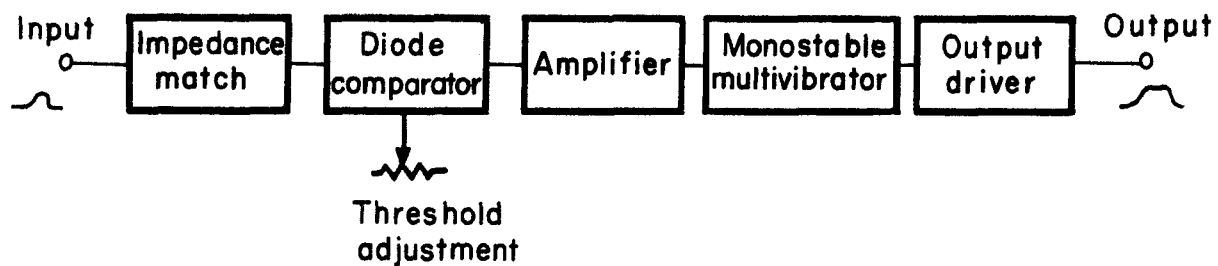 Input
Impedance
match
Diode
comparator
Amplifier
Monostable
multivibrator
Output
driver
Output
Threshold
adjustment